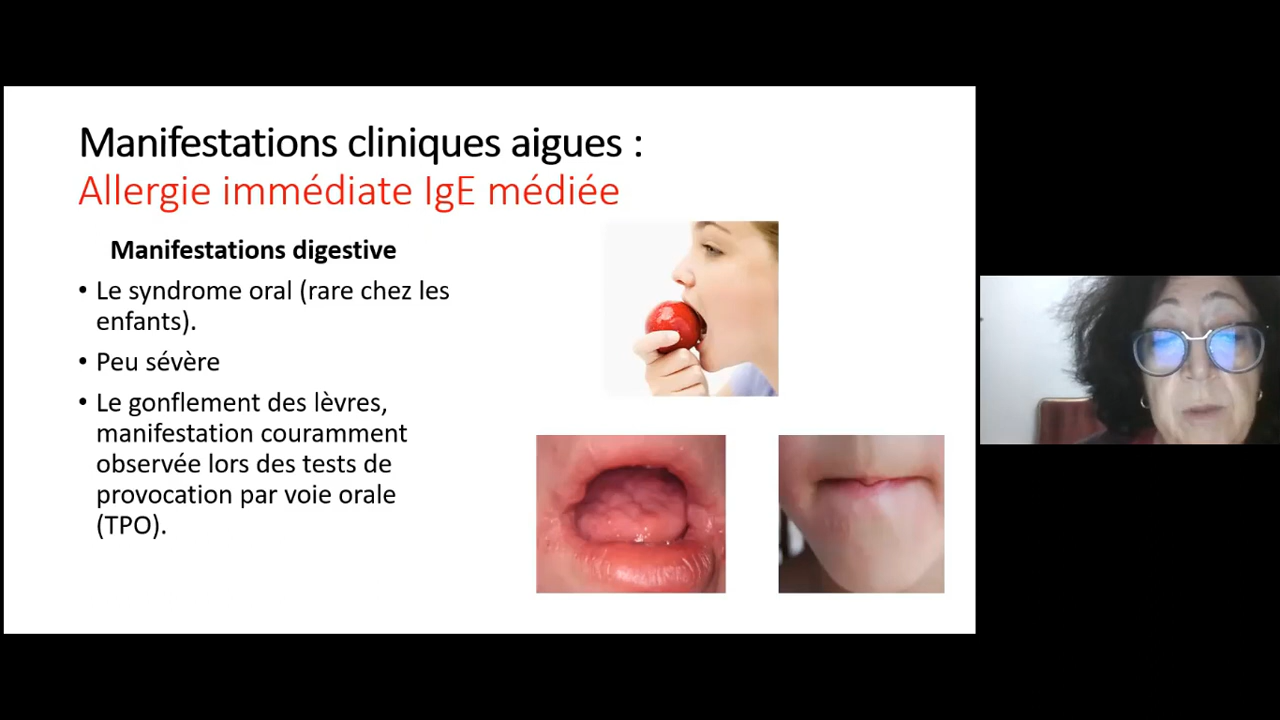 Manifestations cliniques aigues :
Allergie immédiate IgE médiée
Manifestations digestive
• Le syndrome oral (rare chez les
enfants).
• Peu sévère
• Le gonflement des lèvres,
manifestation couramment
observée lors des tests de
provocation par voie orale
(TPO).